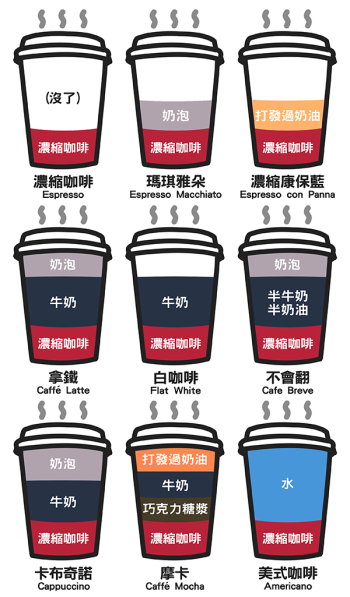 (沒了)
濃縮咖啡
濃縮咖啡
Espresso
奶泡
濃縮咖啡
瑪琪雅朵
Espresso Macchiato
打發過奶油
濃縮咖啡
濃縮康保藍
Espresso con Panna
奶泡
牛奶
濃縮咖啡
拿鐵
Caffé Latte
牛奶
濃縮咖啡
白咖啡
Flat White
奶泡
半牛奶
半奶油
濃縮咖啡
不會翻
Cafe Breve
奶泡
牛奶
濃縮咖啡
卡布奇諾
Cappuccino
打發過奶油
牛奶
巧克力糖漿
濃縮咖啡
摩卡
Caffé Mocha
水
濃縮咖啡
美式咖啡
Americano